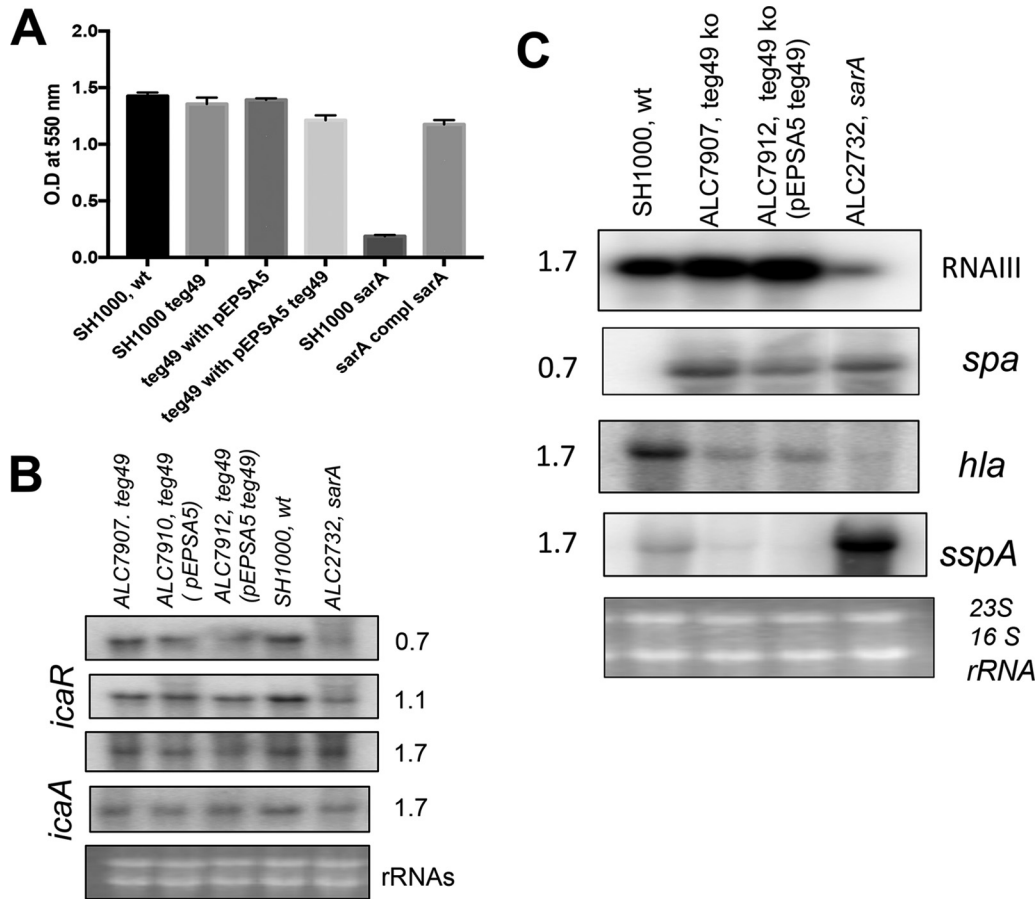 A
O.D at 550 nm
2.0
1.5
1.0
0.5
0.0
SH1000, wt
SH1000 teg49
teg49 with pEPSA5
teg49 with pEPSA5 teg49
SH1000 sarA
sarA compl sarA
B
ALC7907. teg49
ALC7910, teg49
( pEPSA5)
ALC7912, teg49
(pEPSA5 teg49)
SH1000, wt
ALC2732, sarA
icaR
0.7
1.1
1.7
icaA
1.7
rRNAs
C
SH1000, wt
ALC7907, teg49 ko
ALC7912, teg49 ko
(pEPSA5 teg49)
ALC2732, sarA
1.7 RNAIII
0.7 spa
1.7 hla
1.7 sspA
23S
16 S
rRNA